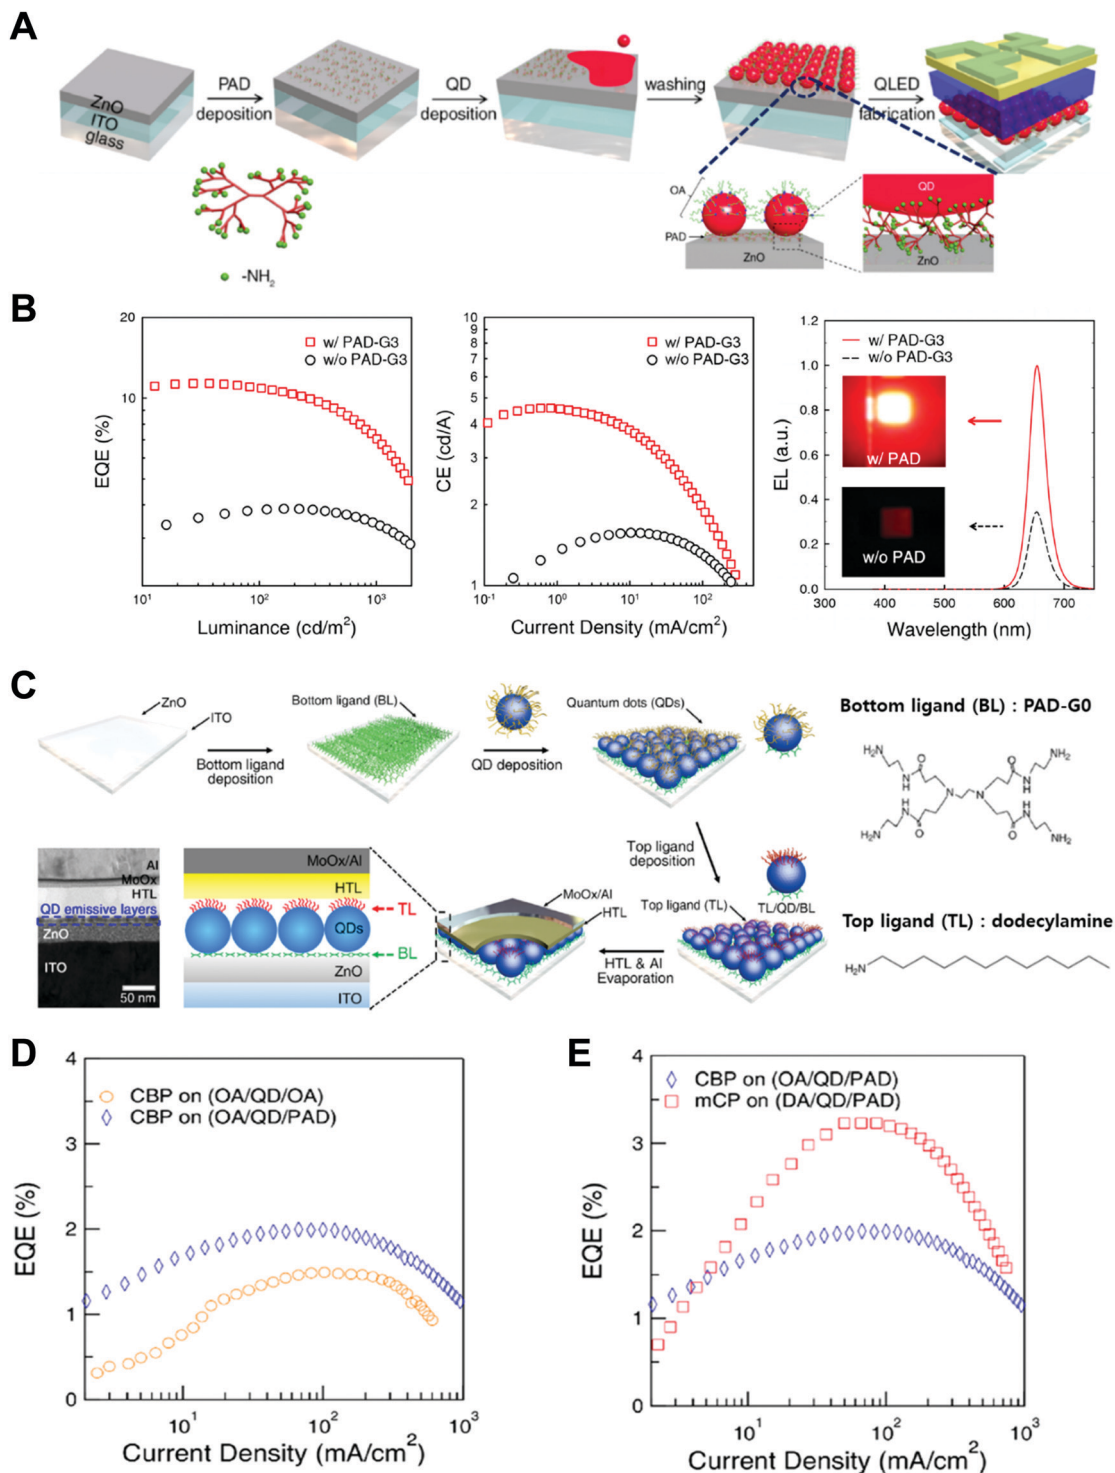 A
ZnO
ITO
glass
PAD
deposition
QD
deposition
washing
QLED
fabrication
-NH2
OA
PAD
ZnO
QD
ZnO
B
20
10
EQE (%)
w/ PAD-G3
w/o PAD-G3
10¹
10²
10³
Luminance (cd/m²)
10
9
8
7
6
5
4
3
2
1
CE (cd/A)
w/ PAD-G3
w/o PAD-G3
10⁻¹
10⁰
10¹
10²
Current Density (mA/cm²)
1.2
1.0
0.8
0.6
0.4
0.2
0.0
EL (a.u.)
w/ PAD-G3
w/o PAD-G3
w/ PAD
w/o PAD
300
400
500
600
700
Wavelength (nm)
C
ZnO
ITO
Bottom ligand
deposition
Bottom ligand (BL)
QD deposition
Quantum dots (QDs)
Bottom ligand (BL) : PAD-G0
H2N
NH2
O
O
N
H
N
H
N
N
H
N
H
N
O
O
H2N
NH2
Top ligand
deposition
TL/QD/BL
Top ligand (TL)
Top ligand (TL) : dodecylamine
H2N
HTL & Al
Evaporation
MoOx/Al
HTL
MoOx/Al
HTL
TL
QDs
BL
ZnO
ITO
Al
MoOx
HTL
QD emissive layers
ZnO
ITO
50 nm
D
4
3
2
1
0
EQE (%)
CBP on (OA/QD/OA)
CBP on (OA/QD/PAD)
10¹
10²
10³
Current Density (mA/cm²)
E
4
3
2
1
0
EQE (%)
CBP on (OA/QD/PAD)
mCP on (DA/QD/PAD)
10¹
10²
10³
Current Density (mA/cm²)